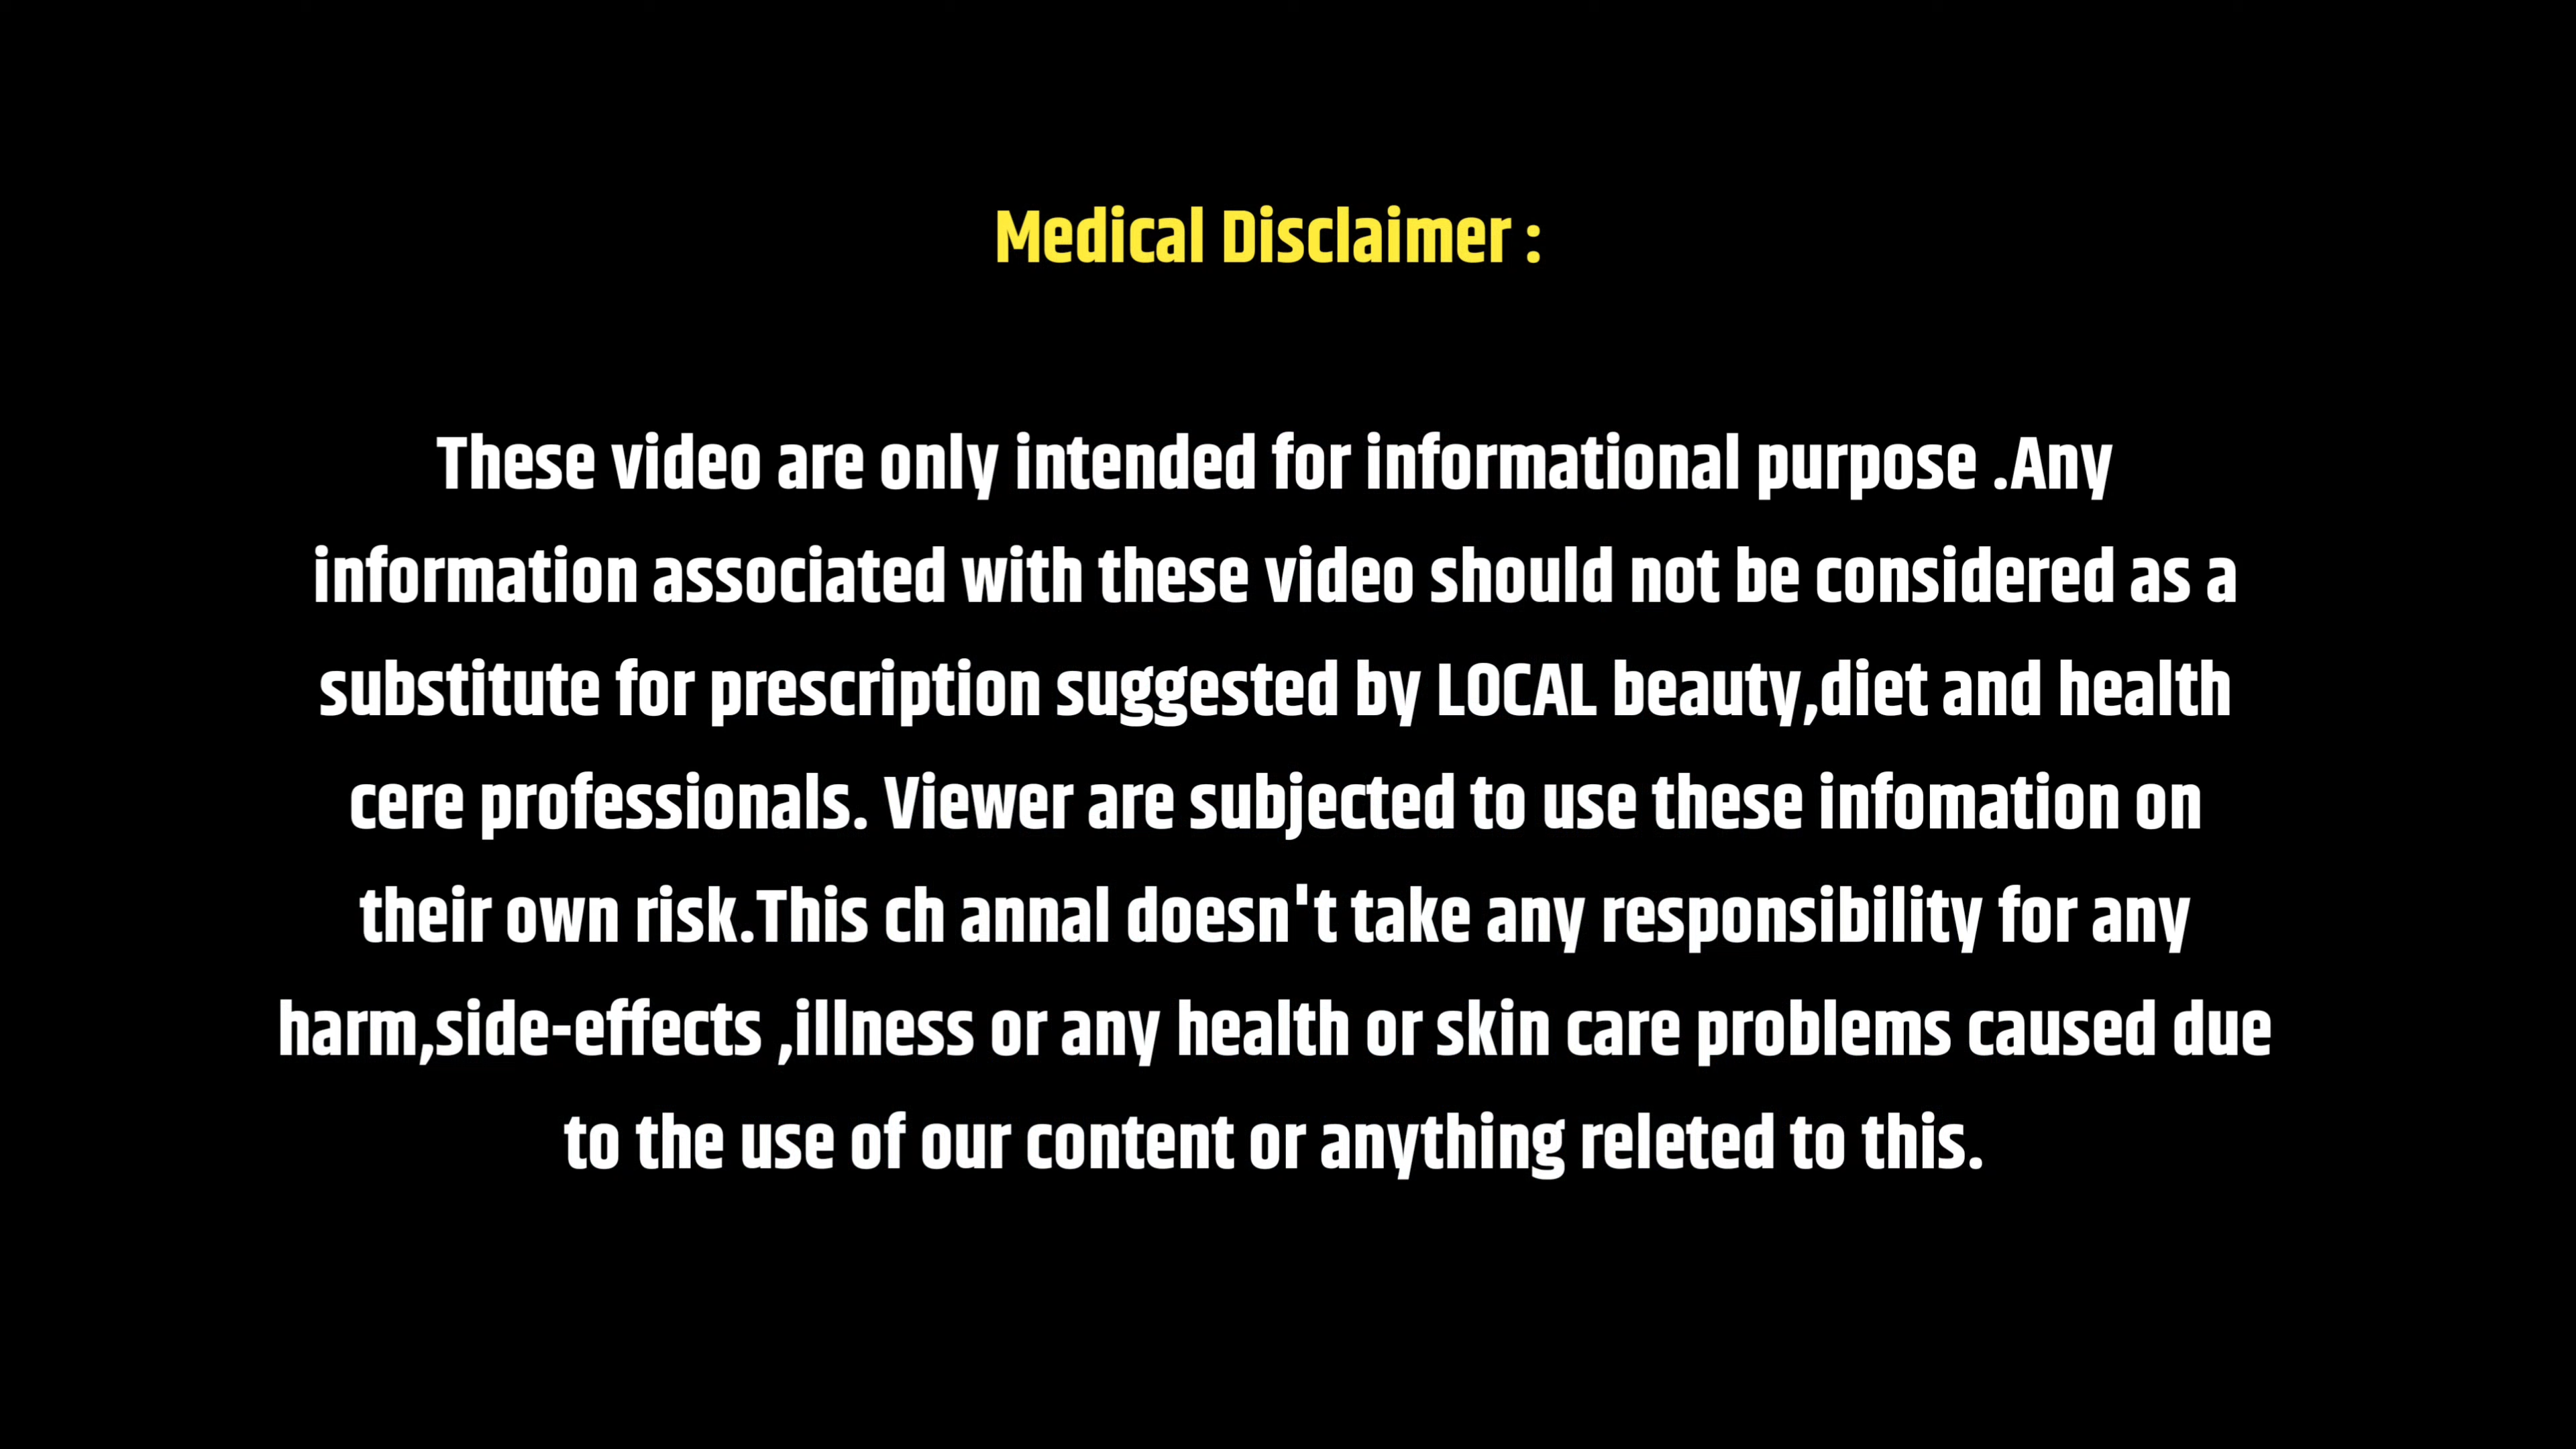 Medical Disclaimer :
These video are only intended for informational purpose .Any
information associated with these video should not be considered as a
substitute for prescription suggested by LOCAL beauty,diet and health
cere professionals. Viewer are subjected to use these infomation on
their own risk.This ch annal doesn't take any responsibility for any
harm,side-effects ,illness or any health or skin care problems caused due
to the use of our content or anything releted to this.